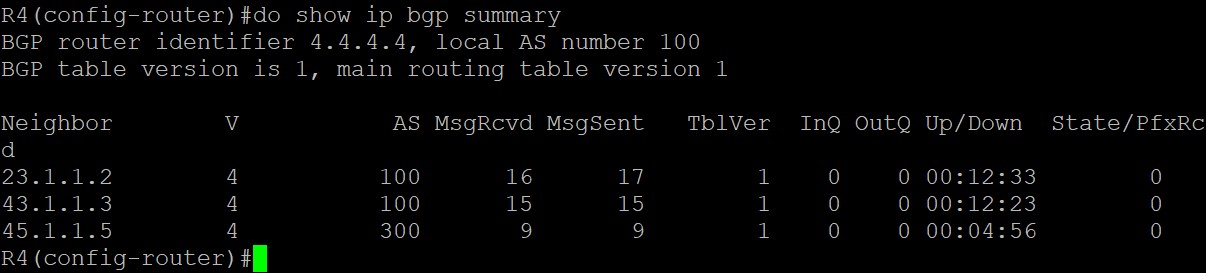 R4(config-router)#do show ip bgp summary
BGP router identifier 4.4.4.4, local AS number 100
BGP table version is 1, main routing table version 1
Neighbor        V           AS MsgRcvd MsgSent   TblVer  InQ OutQ Up/Down  State/PfxRc
d
23.1.1.2        4          100      16      17        1    0    0 00:12:33        0
43.1.1.3        4          100      15      15        1    0    0 00:12:23        0
45.1.1.5        4          300       9       9        1    0    0 00:04:56        0
R4(config-router)#